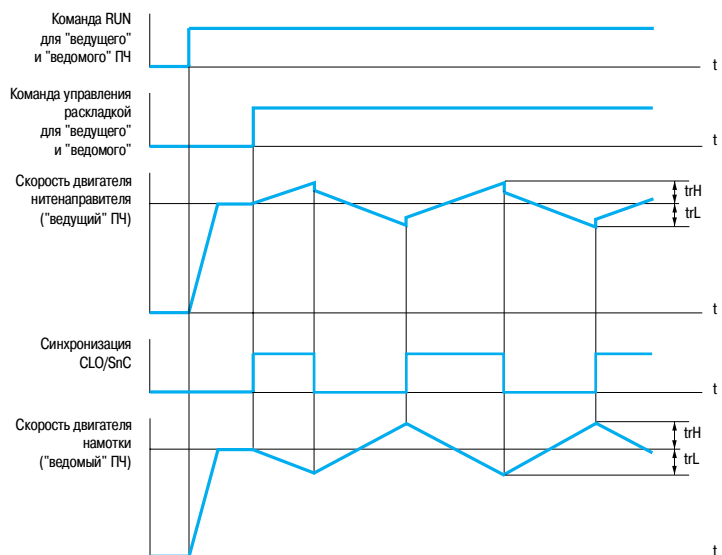 Команда RUN
для "ведущего"
и "ведомого" ПЧ
t
Команда управления
раскладкой
для "ведущего"
и "ведомого"
t
Скорость двигателя
нитенаправителя
("ведущий" ПЧ)
trH
trL
t
Синхронизация
CLO/SnC
t
Скорость двигателя
намотки
("ведомый" ПЧ)
trH
trL
t